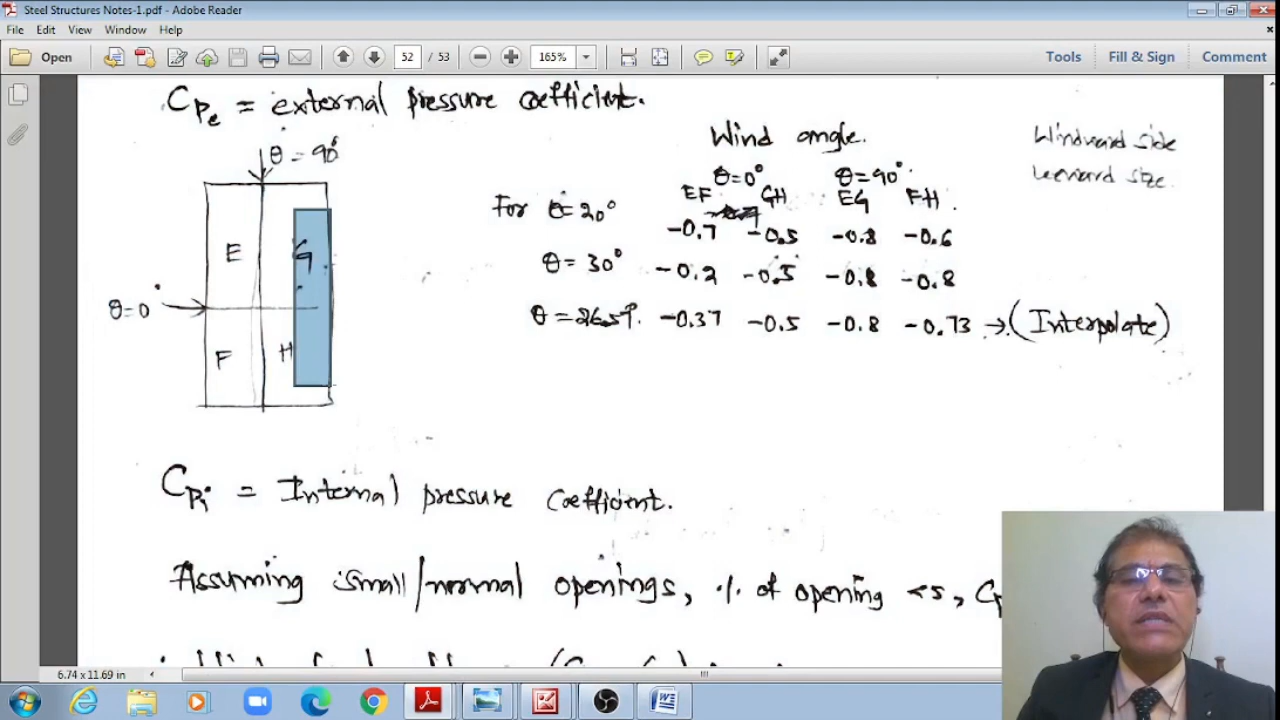 Steel Structures Notes-1.pdf - Adobe Reader
File Edit View Window Help
Open 52 / 53 165% Tools Fill & Sign Comment
Cpe = external pressure coefficient.
θ = 90°
E G
θ=0°
F H
Wind angle.
θ=0° θ=90°
EF GH EG FH
For θ=20° -0.7 -0.5 -0.8 -0.6
θ = 30° -0.2 -0.5 -0.8 -0.8
θ = 26.59. -0.37 -0.5 -0.8 -0.73 → (Interpolate)
Windward side
Leeward size.
Cpi = Internal pressure coefficient.
Assuming small/normal openings, % of opening <5, Cp
6.74 x 11.69 in